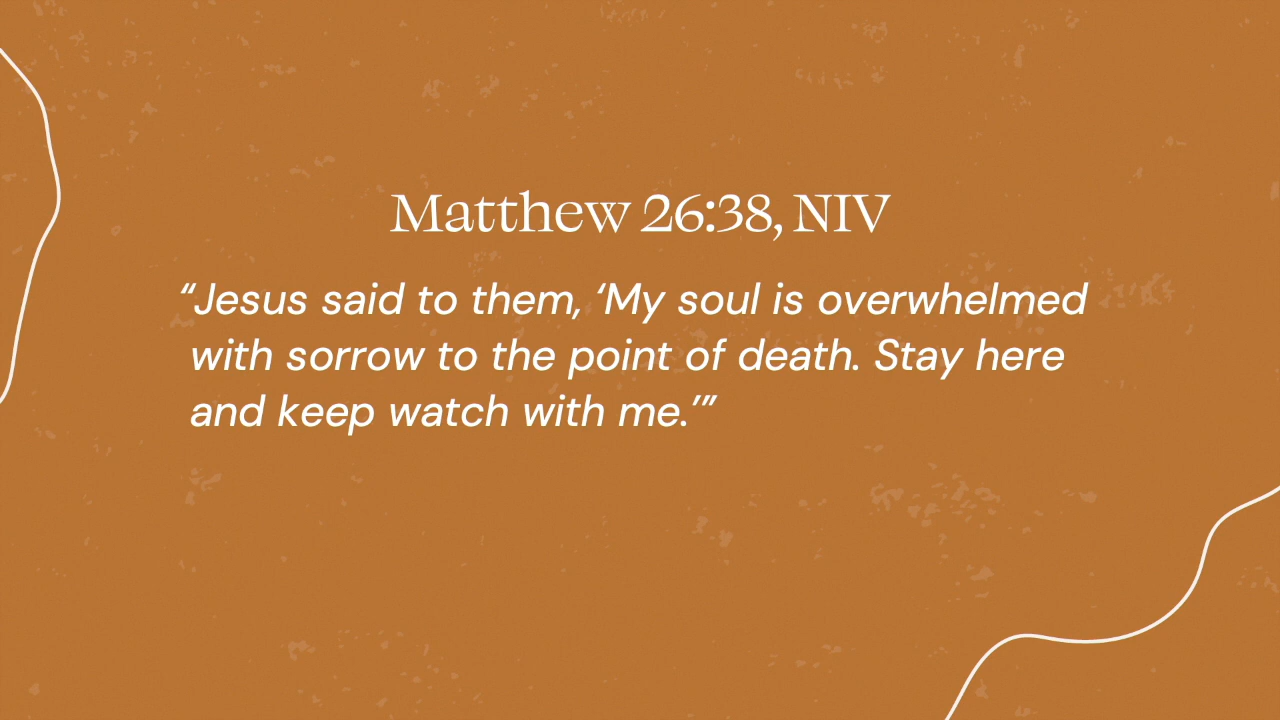 Matthew 26:38, NIV
“Jesus said to them, ‘My soul is overwhelmed
with sorrow to the point of death. Stay here
and keep watch with me.’”